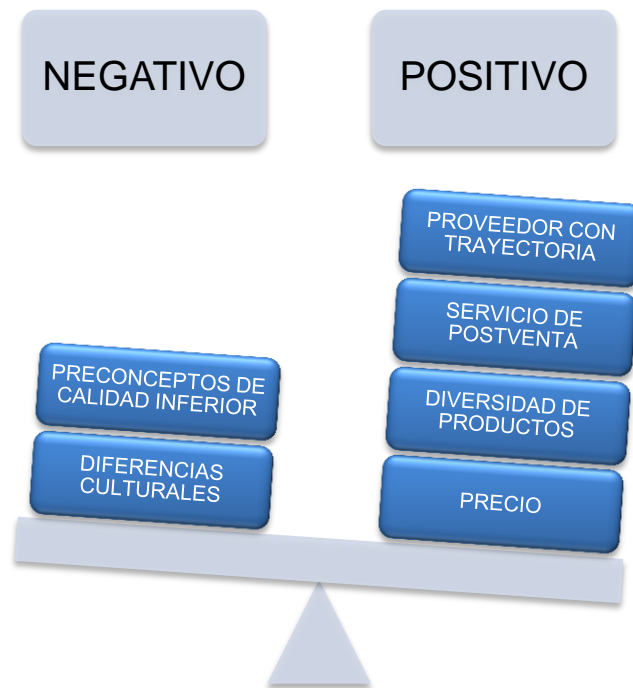 NEGATIVO
POSITIVO
PROVEEDOR CON
TRAYECTORIA
SERVICIO DE
POSTVENTA
DIVERSIDAD DE
PRODUCTOS
PRECIO
PRECONCEPTOS DE
CALIDAD INFERIOR
DIFERENCIAS
CULTURALES